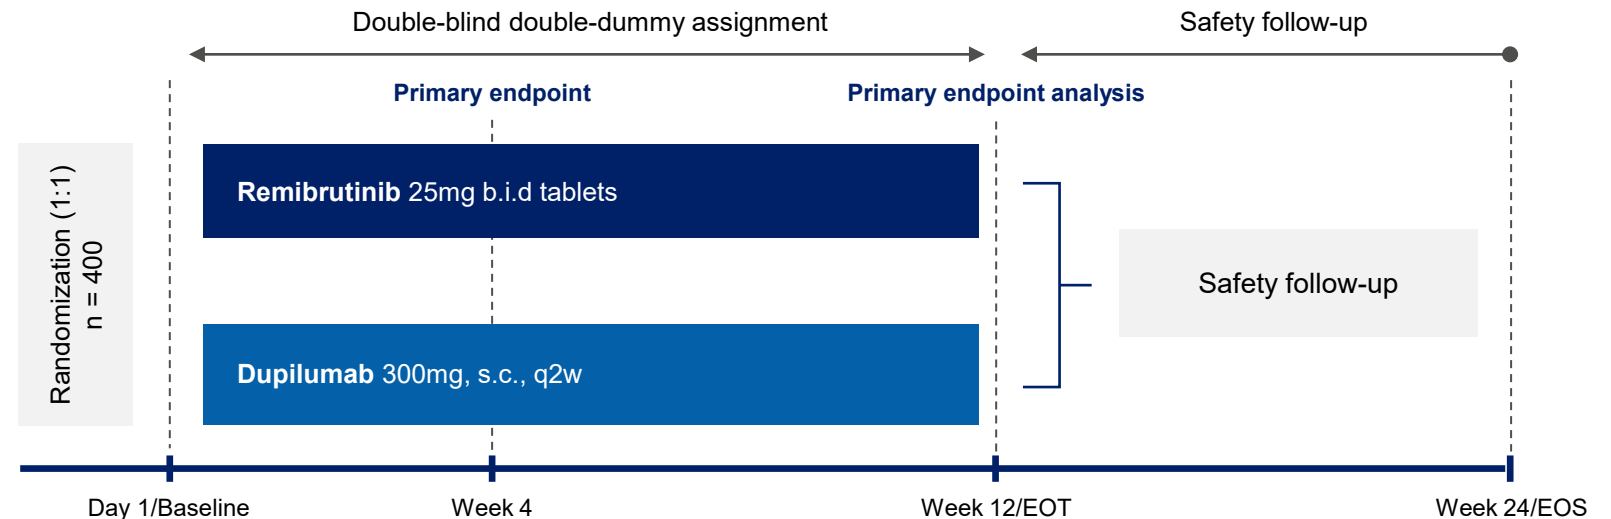 Double-blind double-dummy assignment
Safety follow-up
Primary endpoint
Primary endpoint analysis
Randomization (1:1)
n = 400
Remibrutinib 25mg b.i.d tablets
Safety follow-up
Dupilumab 300mg, s.c., q2w
Day 1/Baseline
Week 4
Week 12/EOT
Week 24/EOS